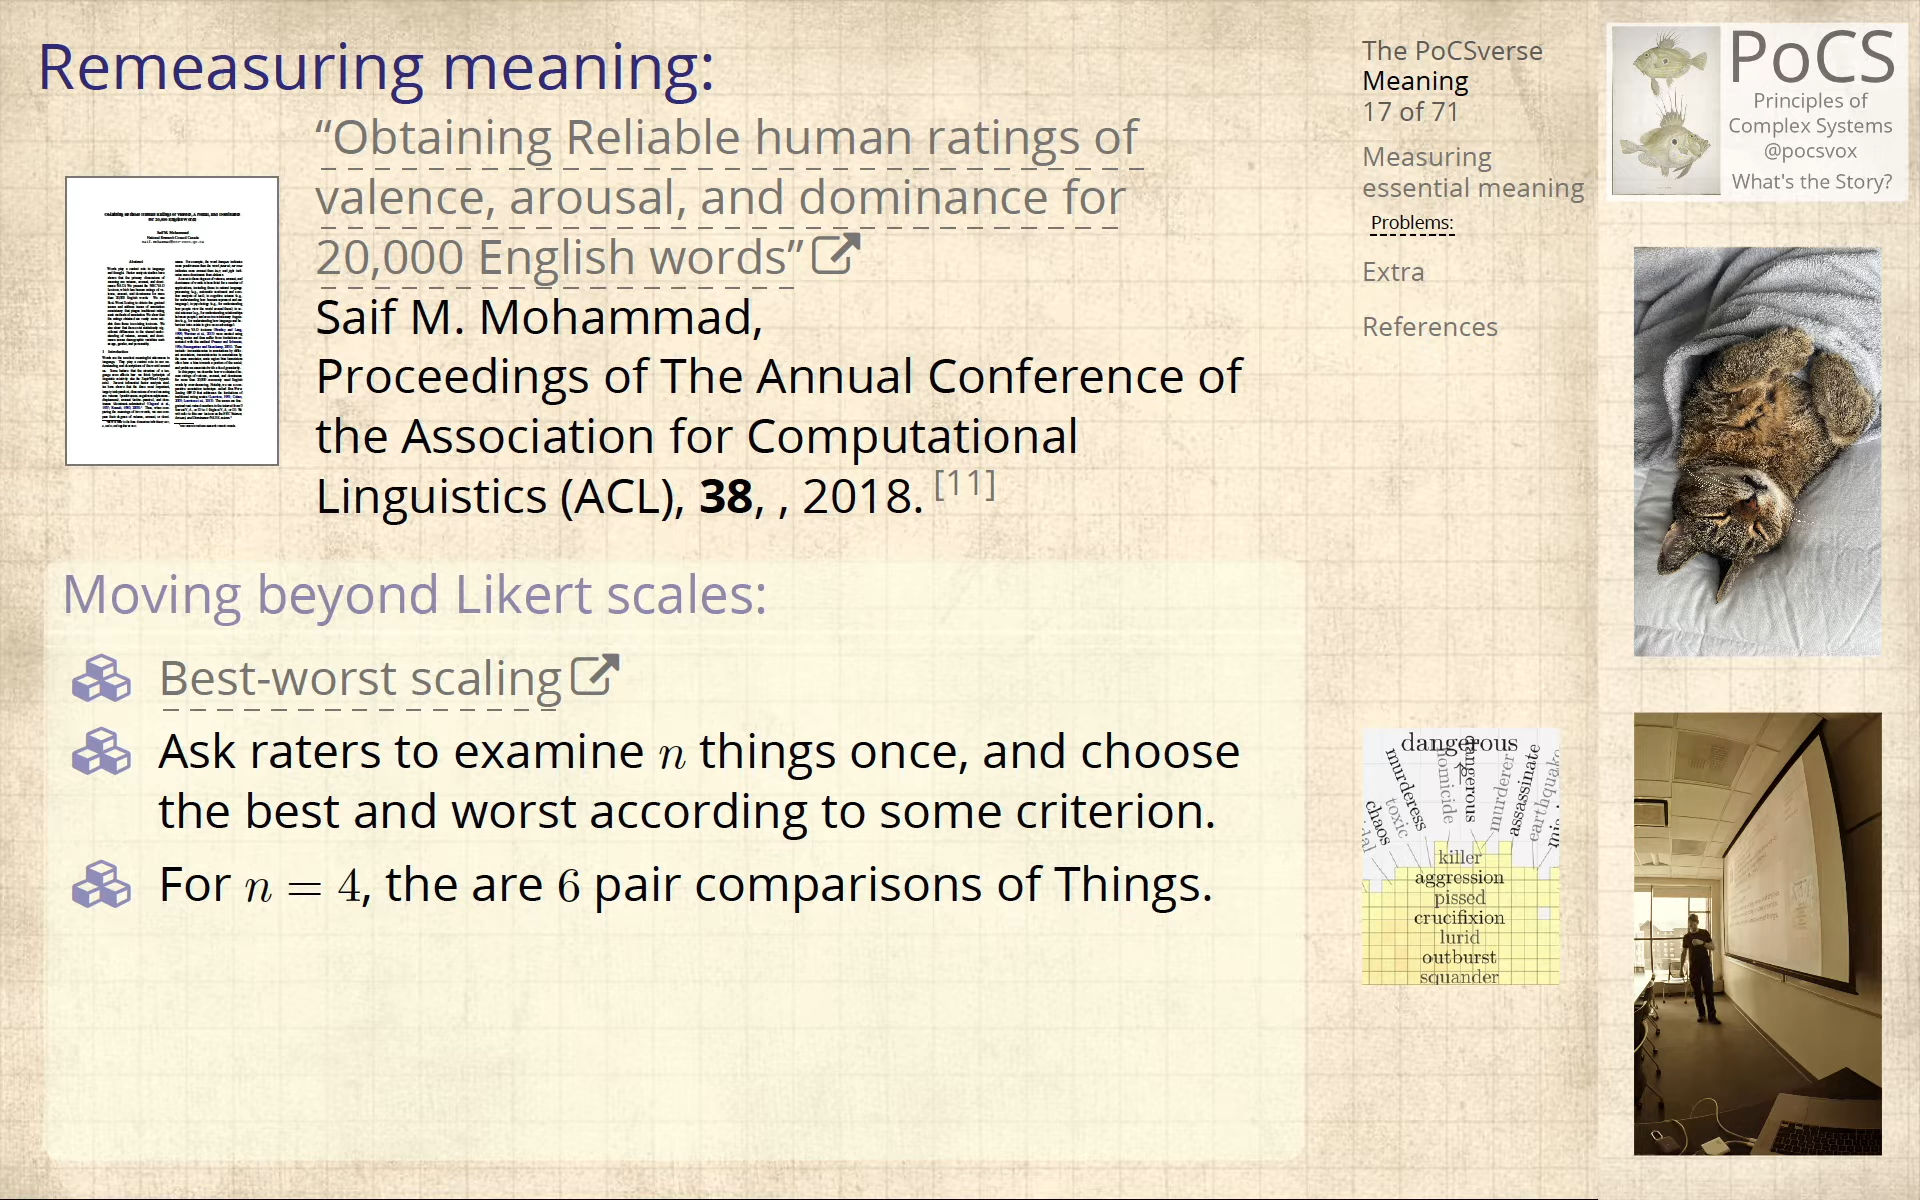 Remeasuring meaning:
“Obtaining Reliable human ratings of
valence, arousal, and dominance for
20,000 English words”
Saif M. Mohammad,
Proceedings of The Annual Conference of
the Association for Computational
Linguistics (ACL), 38, , 2018. [11]
Moving beyond Likert scales:
Best-worst scaling
Ask raters to examine n things once, and choose
the best and worst according to some criterion.
For n = 4, the are 6 pair comparisons of Things.
The PoCSverse
Meaning
17 of 71
Measuring
essential meaning
Problems:
Extra
References
PoCS
Principles of
Complex Systems
@pocsvox
What's the Story?
dangerous
chaos
toxic
murderess
homicide
dangerous
murderer
assassinate
earthquake
killer
aggression
pissed
crucifixion
lurid
outburst
squander